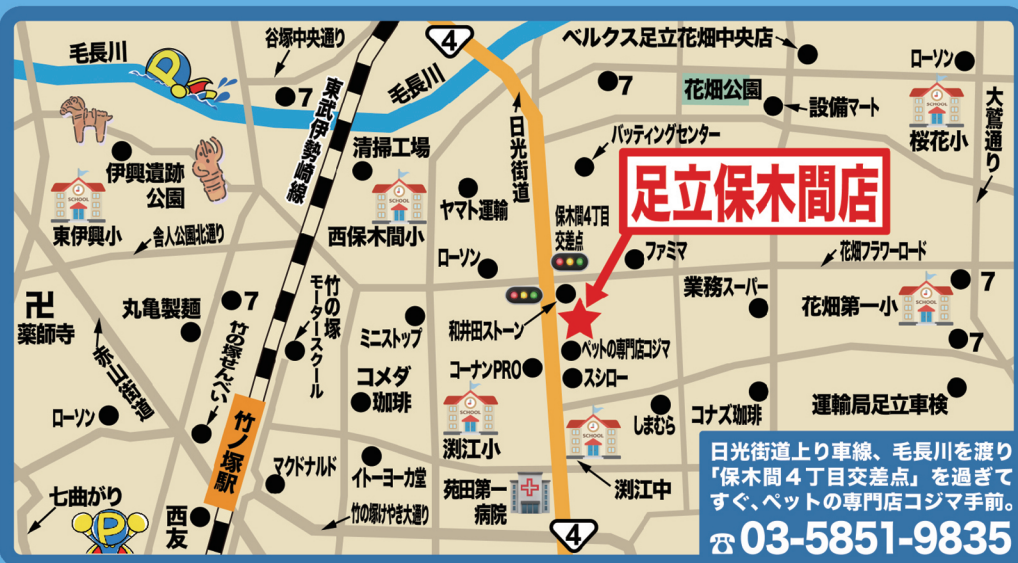 毛長川
谷塚中央通り
4
ベルクス足立花畑中央店
ローソン
P
7
東武伊勢崎線
毛長川
日光街道
7
花畑公園
設備マート
SCHOOL
桜花小
大鷲通り
バッティングセンター
清掃工場
伊興遺跡
公園
SCHOOL
東伊興小
SCHOOL
西保木間小
ヤマト運輸
足立保木間店
保木間4丁目
交差点
舎人公園北通り
ローソン
ファミマ
花畑フラワーロード
卍
薬師寺
丸亀製麺
7
竹の塚
モータースクール
ミニストップ
和井田ストーン
業務スーパー
SCHOOL
花畑第一小
7
7
赤山街道
竹の塚せんべい
コメダ
珈琲
コーナンPRO
ペットの専門店コジマ
スシロー
ローソン
竹ノ塚駅
SCHOOL
渕江小
SCHOOL
しまむら
コナズ珈琲
運輸局足立車検
マクドナルド
イトーヨーカ堂
苑田第一
病院
渕江中
七曲がり
P
西友
竹の塚けやき大通り
4
日光街道上り車線、毛長川を渡り
「保木間4丁目交差点」を過ぎて
すぐ、ペットの専門店コジマ手前。
☎03-5851-9835